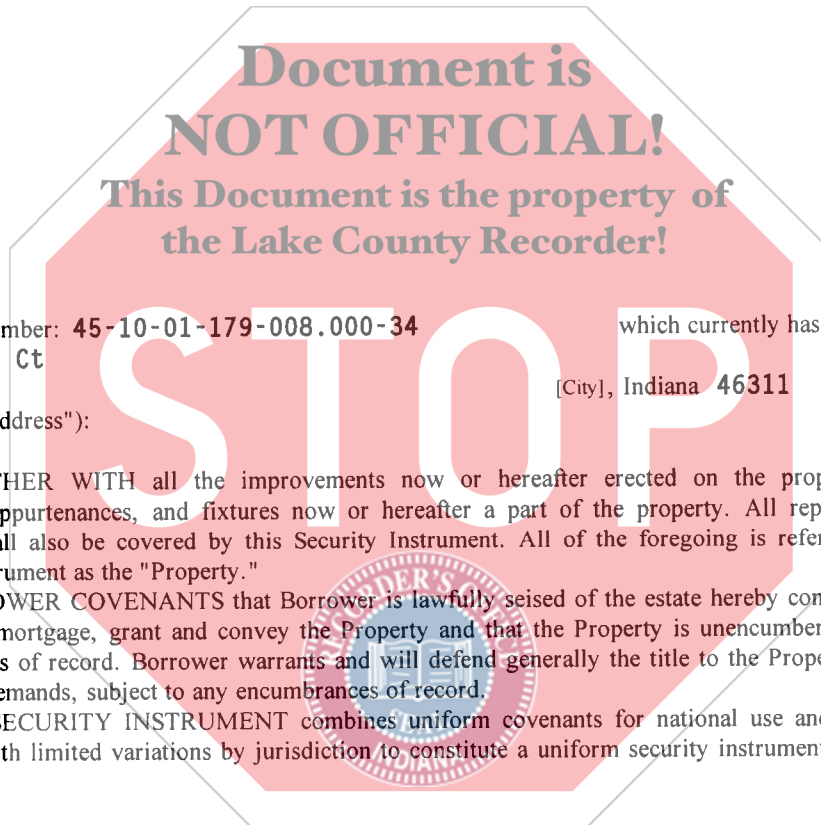 Document is
NOT OFFICIAL!
This Document is the property of
the Lake County Recorder!
STOP
mber: 45-10-01-179-008.000-34 which currently has
Ct
[City], Indiana 46311
ddress"):
HER WITH all the improvements now or hereafter erected on the prop
ppurtenances, and fixtures now or hereafter a part of the property. All rep
all also be covered by this Security Instrument. All of the foregoing is refer
rument as the "Property."
OWER COVENANTS that Borrower is lawfully seised of the estate hereby con
mortgage, grant and convey the Property and that the Property is unencumber
s of record. Borrower warrants and will defend generally the title to the Prope
emands, subject to any encumbrances of record.
SECURITY INSTRUMENT combines uniform covenants for national use and
th limited variations by jurisdiction to constitute a uniform security instrument
RECORDER'S OFFICE
SEAL
INDIANA